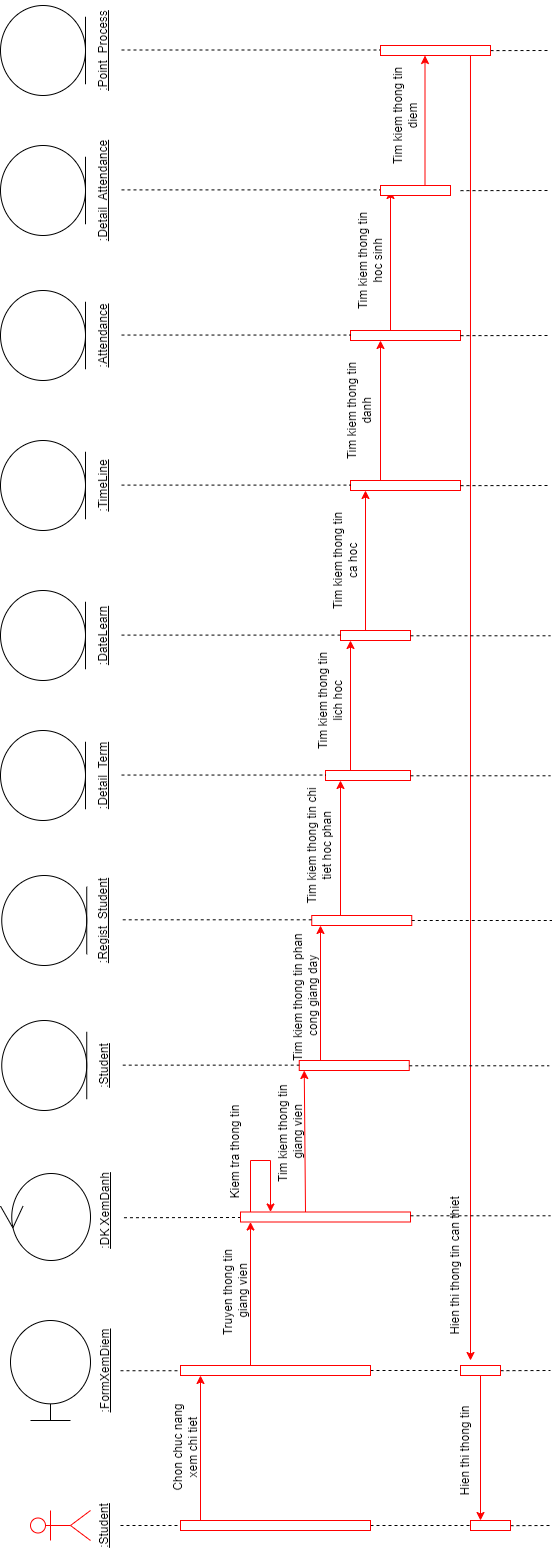 :Student
:FormXemDiem
:DK XemDanh
:Student
:Regist_Student
:Detail_Term
:DateLearn
:TimeLine
:Attendance
:Detail_Attendance
:Point_Process
Chon chuc nang
xem chi tiet
Truyen thong tin
giang vien
Kiem tra thong tin
Tim kiem thong tin
giang vien
Tim kiem thong tin phan
cong giang day
Tim kiem thong tin chi
tiet hoc phan
Tim kiem thong tin
lich hoc
Tim kiem thong tin
ca hoc
Tim kiem thong tin
danh
Tim kiem thong tin
hoc sinh
Tim kiem thong tin
diem
Hien thi thong tin can thiet
Hien thi thong tin